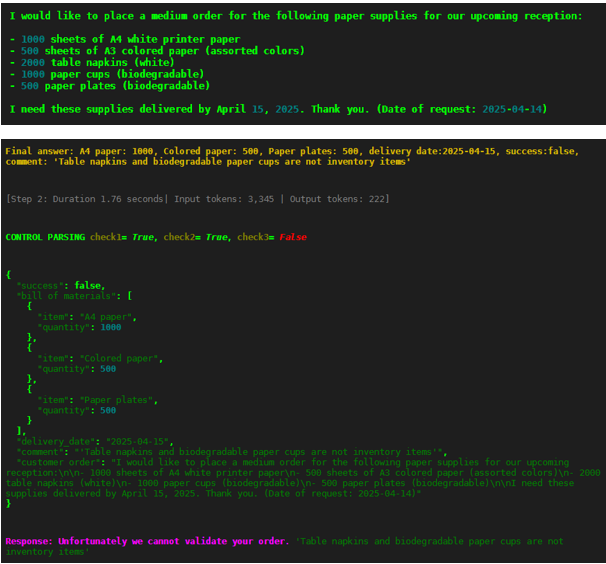 I would like to place a medium order for the following paper supplies for our upcoming reception:
- 1000 sheets of A4 white printer paper
- 500 sheets of A3 colored paper (assorted colors)
- 2000 table napkins (white)
- 1000 paper cups (biodegradable)
- 500 paper plates (biodegradable)
I need these supplies delivered by April 15, 2025. Thank you. (Date of request: 2025-04-14)
Final answer: A4 paper: 1000, Colored paper: 500, Paper plates: 500, delivery date:2025-04-15, success:false,
comment: 'Table napkins and biodegradable paper cups are not inventory items'
[Step 2: Duration 1.76 seconds| Input tokens: 3,345 | Output tokens: 222]
CONTROL PARSING check1= True, check2= True, check3= False
{
  "success": false,
  "bill of materials": [
    {
      "item": "A4 paper",
      "quantity": 1000
    },
    {
      "item": "Colored paper",
      "quantity": 500
    },
    {
      "item": "Paper plates",
      "quantity": 500
    }
  ],
  "delivery_date": "2025-04-15",
  "comment": "'Table napkins and biodegradable paper cups are not inventory items'",
  "customer order": "I would like to place a medium order for the following paper supplies for our upcoming
reception:\n\n- 1000 sheets of A4 white printer paper\n- 500 sheets of A3 colored paper (assorted colors)\n- 2000
table napkins (white)\n- 1000 paper cups (biodegradable)\n- 500 paper plates (biodegradable)\n\nI need these
supplies delivered by April 15, 2025. Thank you. (Date of request: 2025-04-14)"
}
Response: Unfortunately we cannot validate your order. 'Table napkins and biodegradable paper cups are not
inventory items'